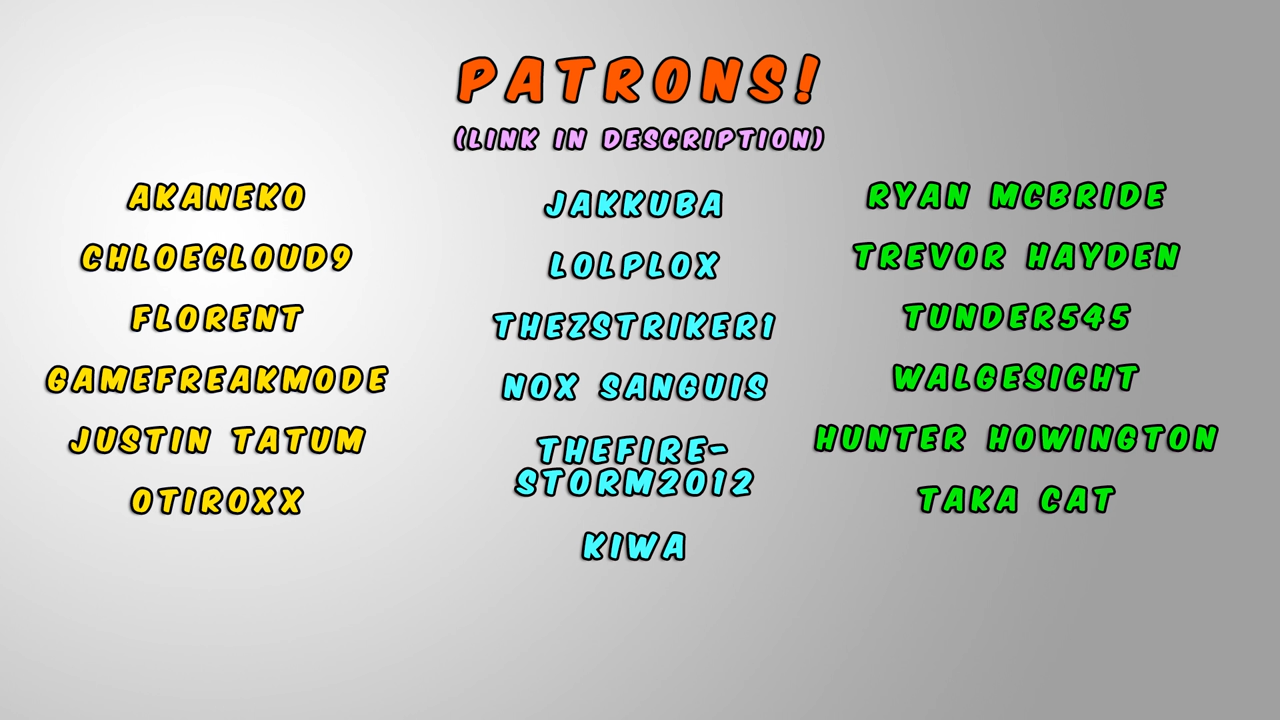 PATRONS!
(LINK IN DESCRIPTION)
AKANEKO
CHLOECLOUD9
FLORENT
GAMEFREAKMODE
JUSTIN TATUM
OTIROXX
JAKKUBA
LOLPLOX
THEZSTRIKER1
NOX SANGUIS
THEFIRE-
STORM2012
KIWA
RYAN MCBRIDE
TREVOR HAYDEN
TUNDER545
WALGESICHT
HUNTER HOWINGTON
TAKA CAT